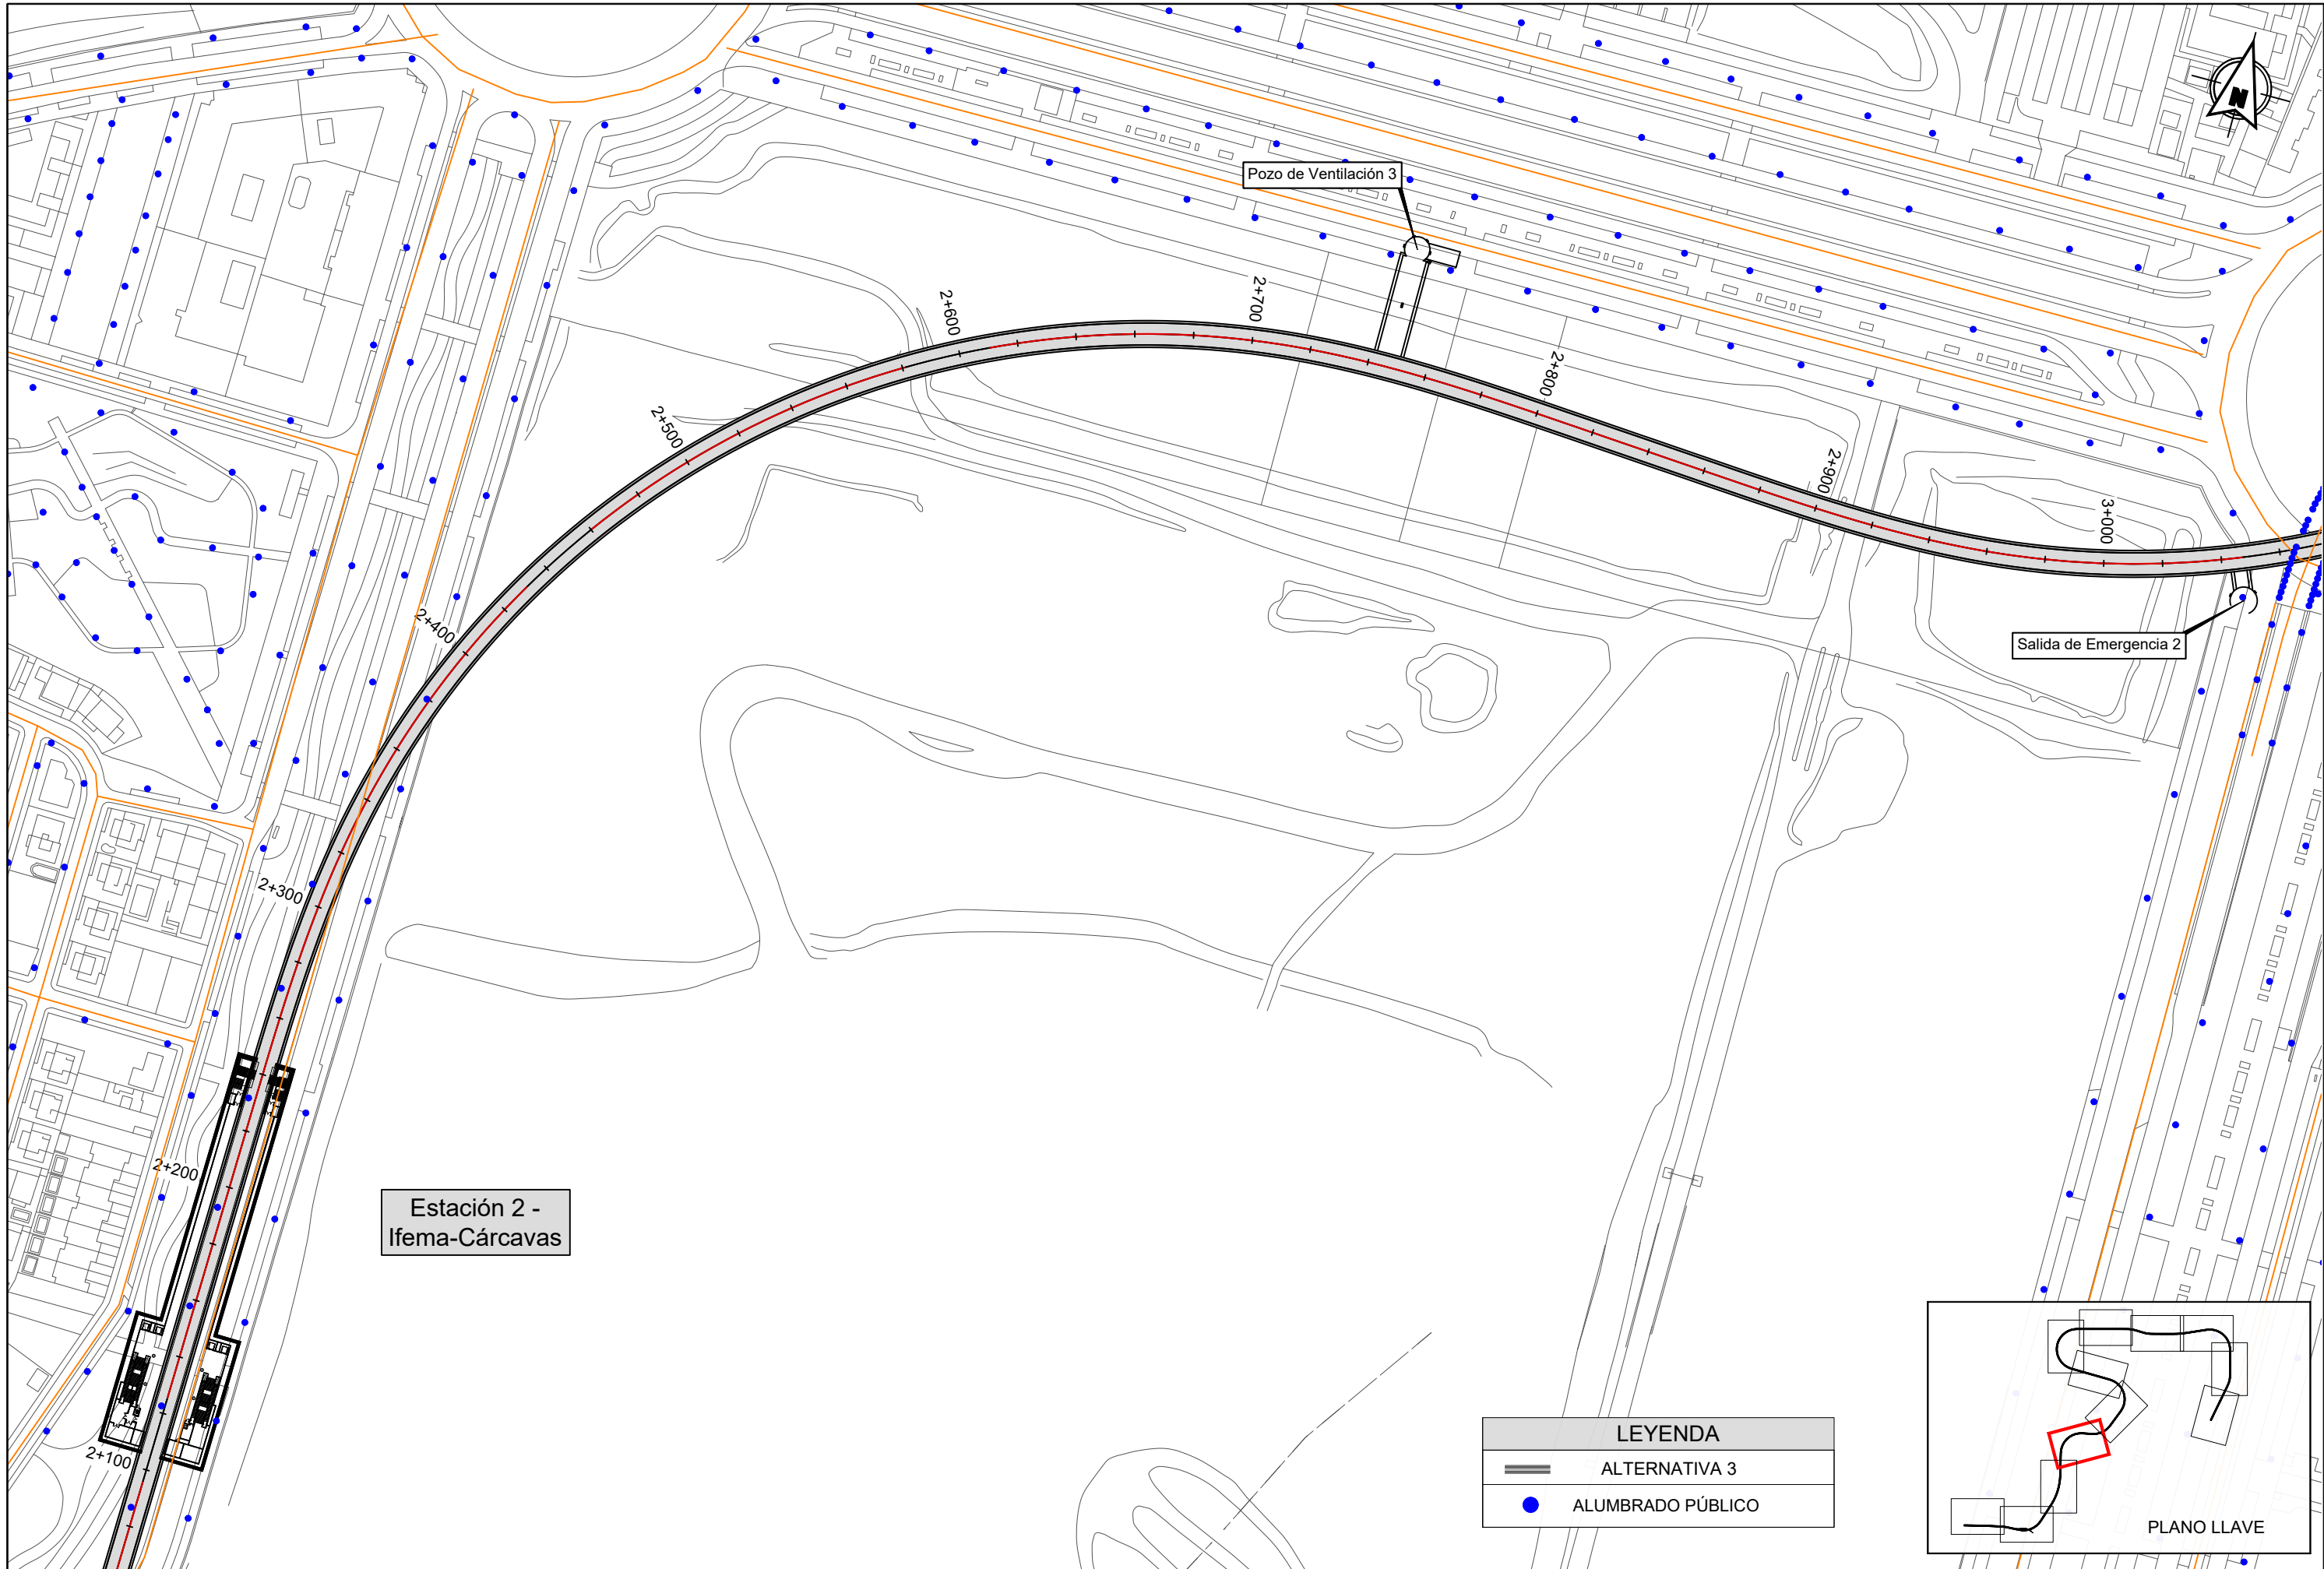 N
Pozo de Ventilación 3
2+600
2+700
2+800
2+500
2+900
3+000
2+400
Salida de Emergencia 2
2+300
2+200
Estación 2 -
Ifema-Cárcavas
2+100
LEYENDA
ALTERNATIVA 3
ALUMBRADO PÚBLICO
PLANO LLAVE